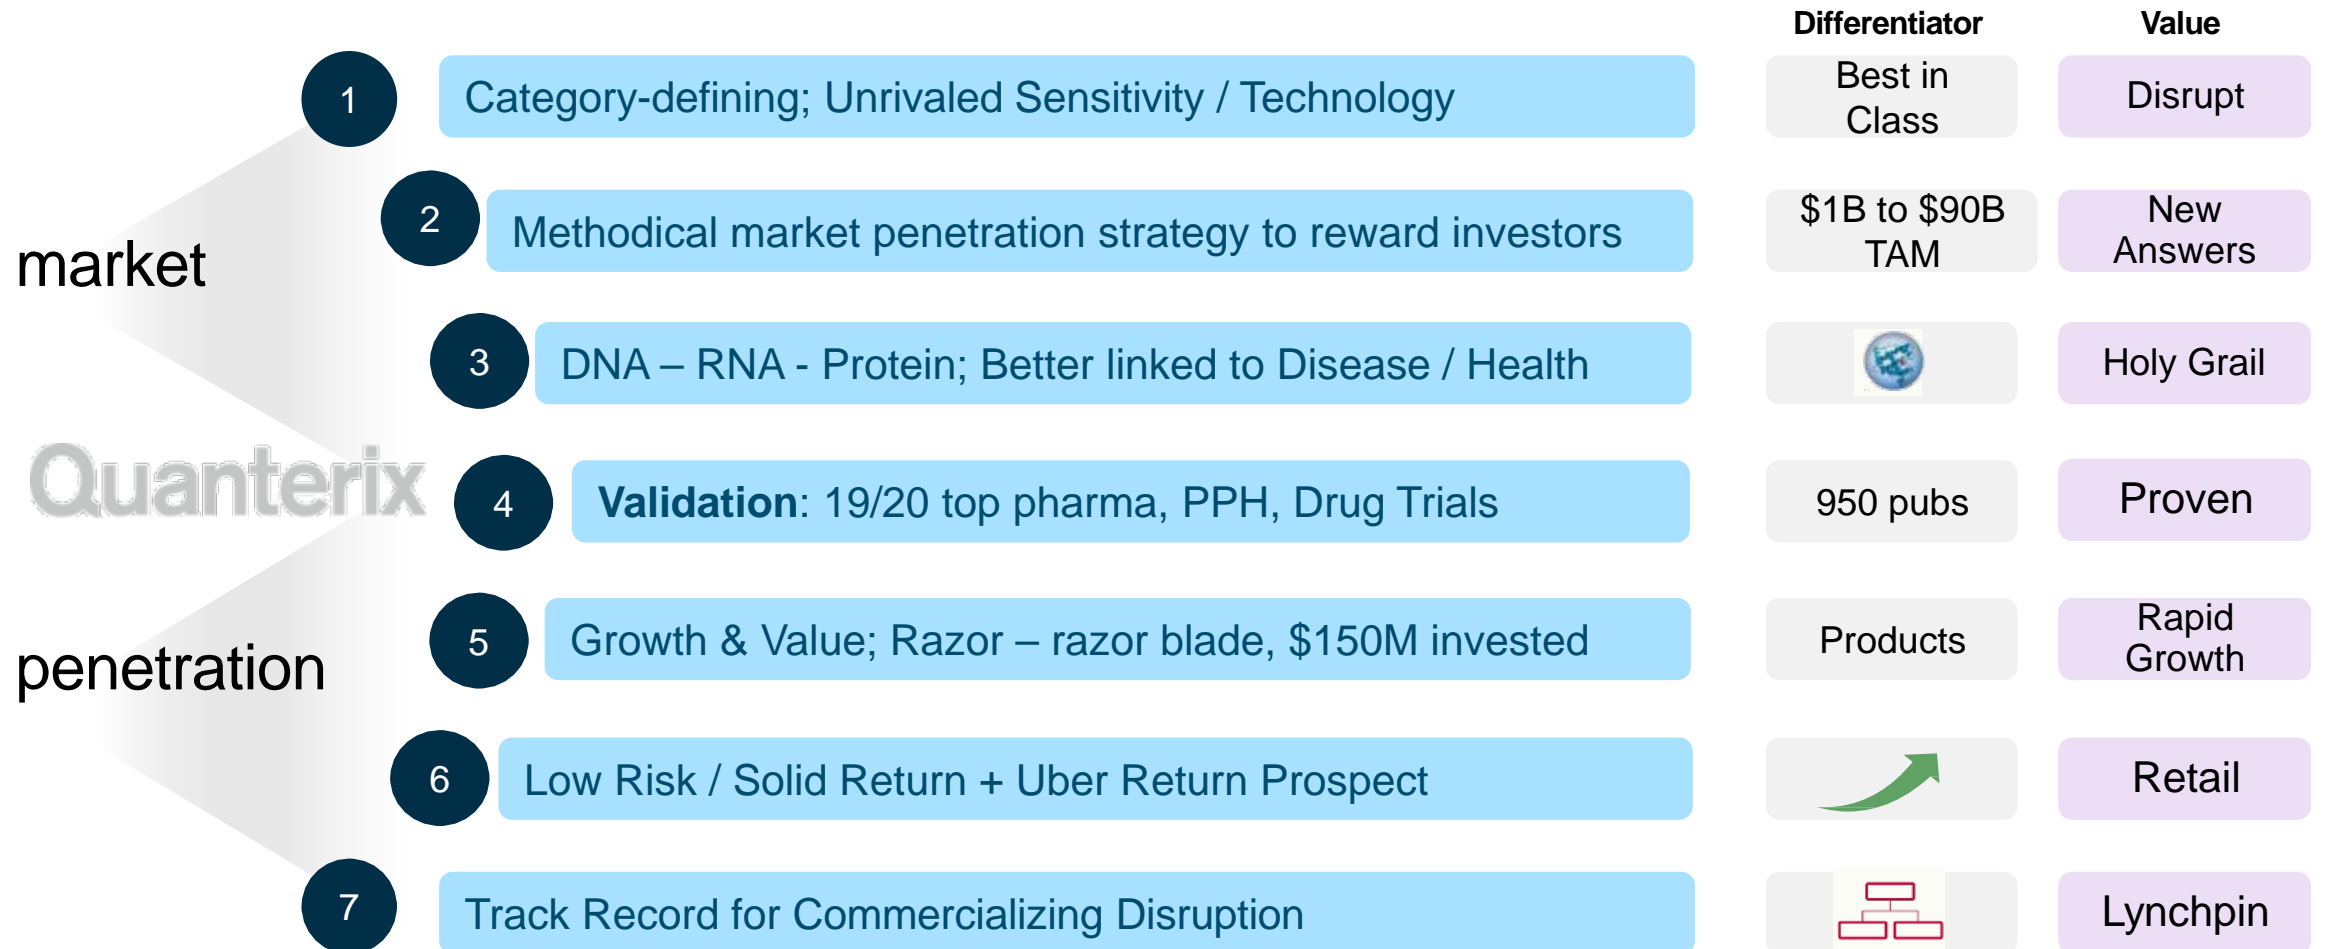 Differentiator
Value
1
Category-defining; Unrivaled Sensitivity / Technology
Best in
Class
Disrupt
2
Methodical market penetration strategy to reward investors
$1B to $90B
TAM
New
Answers
market
3
DNA – RNA - Protein; Better linked to Disease / Health
Holy Grail
Quanterix
4
Validation: 19/20 top pharma, PPH, Drug Trials
950 pubs
Proven
5
Growth & Value; Razor – razor blade, $150M invested
Products
Rapid
Growth
penetration
6
Low Risk / Solid Return + Uber Return Prospect
Retail
7
Track Record for Commercializing Disruption
Lynchpin